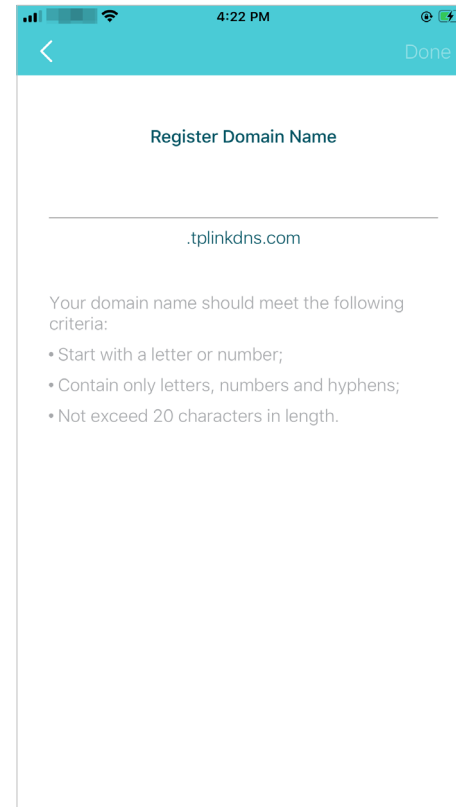 4:22 PM
Done
Register Domain Name
.tplinkdns.com
Your domain name should meet the following
criteria:
• Start with a letter or number;
• Contain only letters, numbers and hyphens;
• Not exceed 20 characters in length.